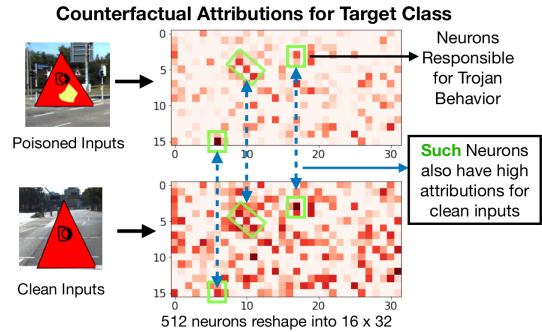 Counterfactual Attributions for Target Class
0
5
10
15
0 10 20 30
Poisoned Inputs
Neurons
Responsible
for Trojan
Behavior
Such Neurons
also have high
attributions for
clean inputs
0
5
10
15
0 10 20 30
Clean Inputs
512 neurons reshape into 16 x 32